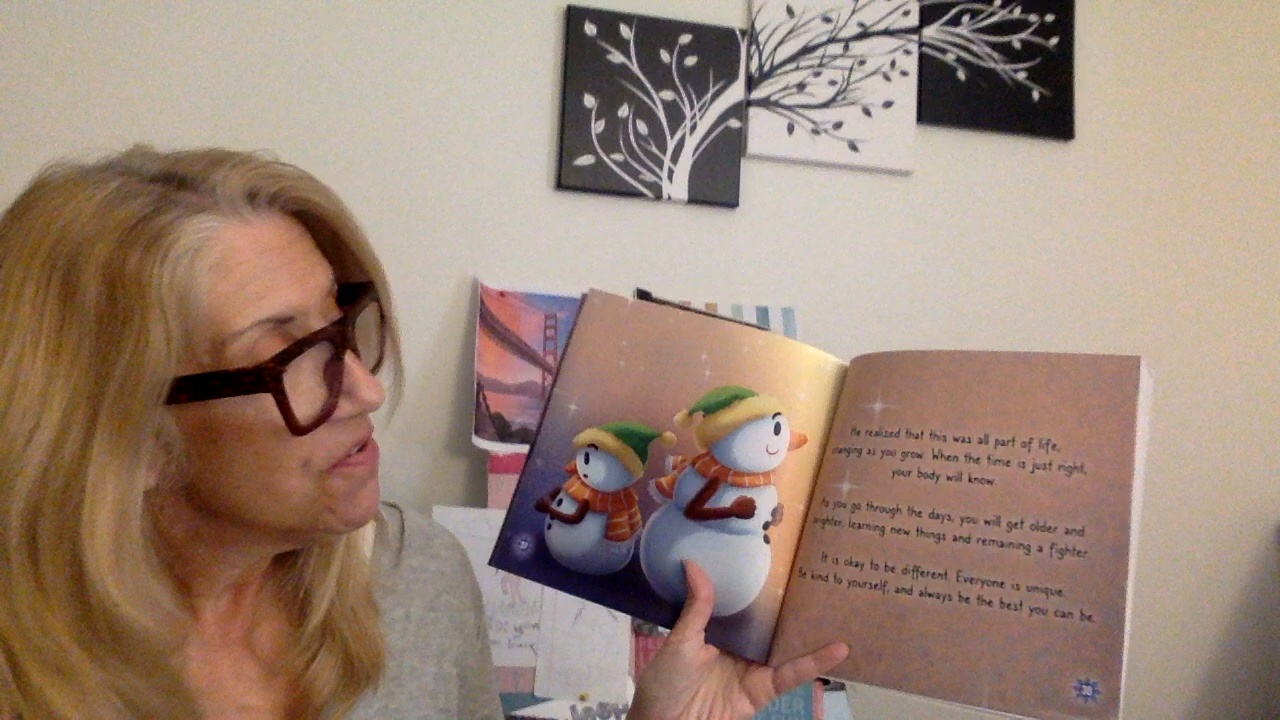 He realized that this was all part of life,
changing as you grow. When the time is just right,
your body will know.
As you go through the days, you will get older and
brighter, learning new things and remaining a fighter.
It is okay to be different. Everyone is unique.
Be kind to yourself, and always be the best you can be.